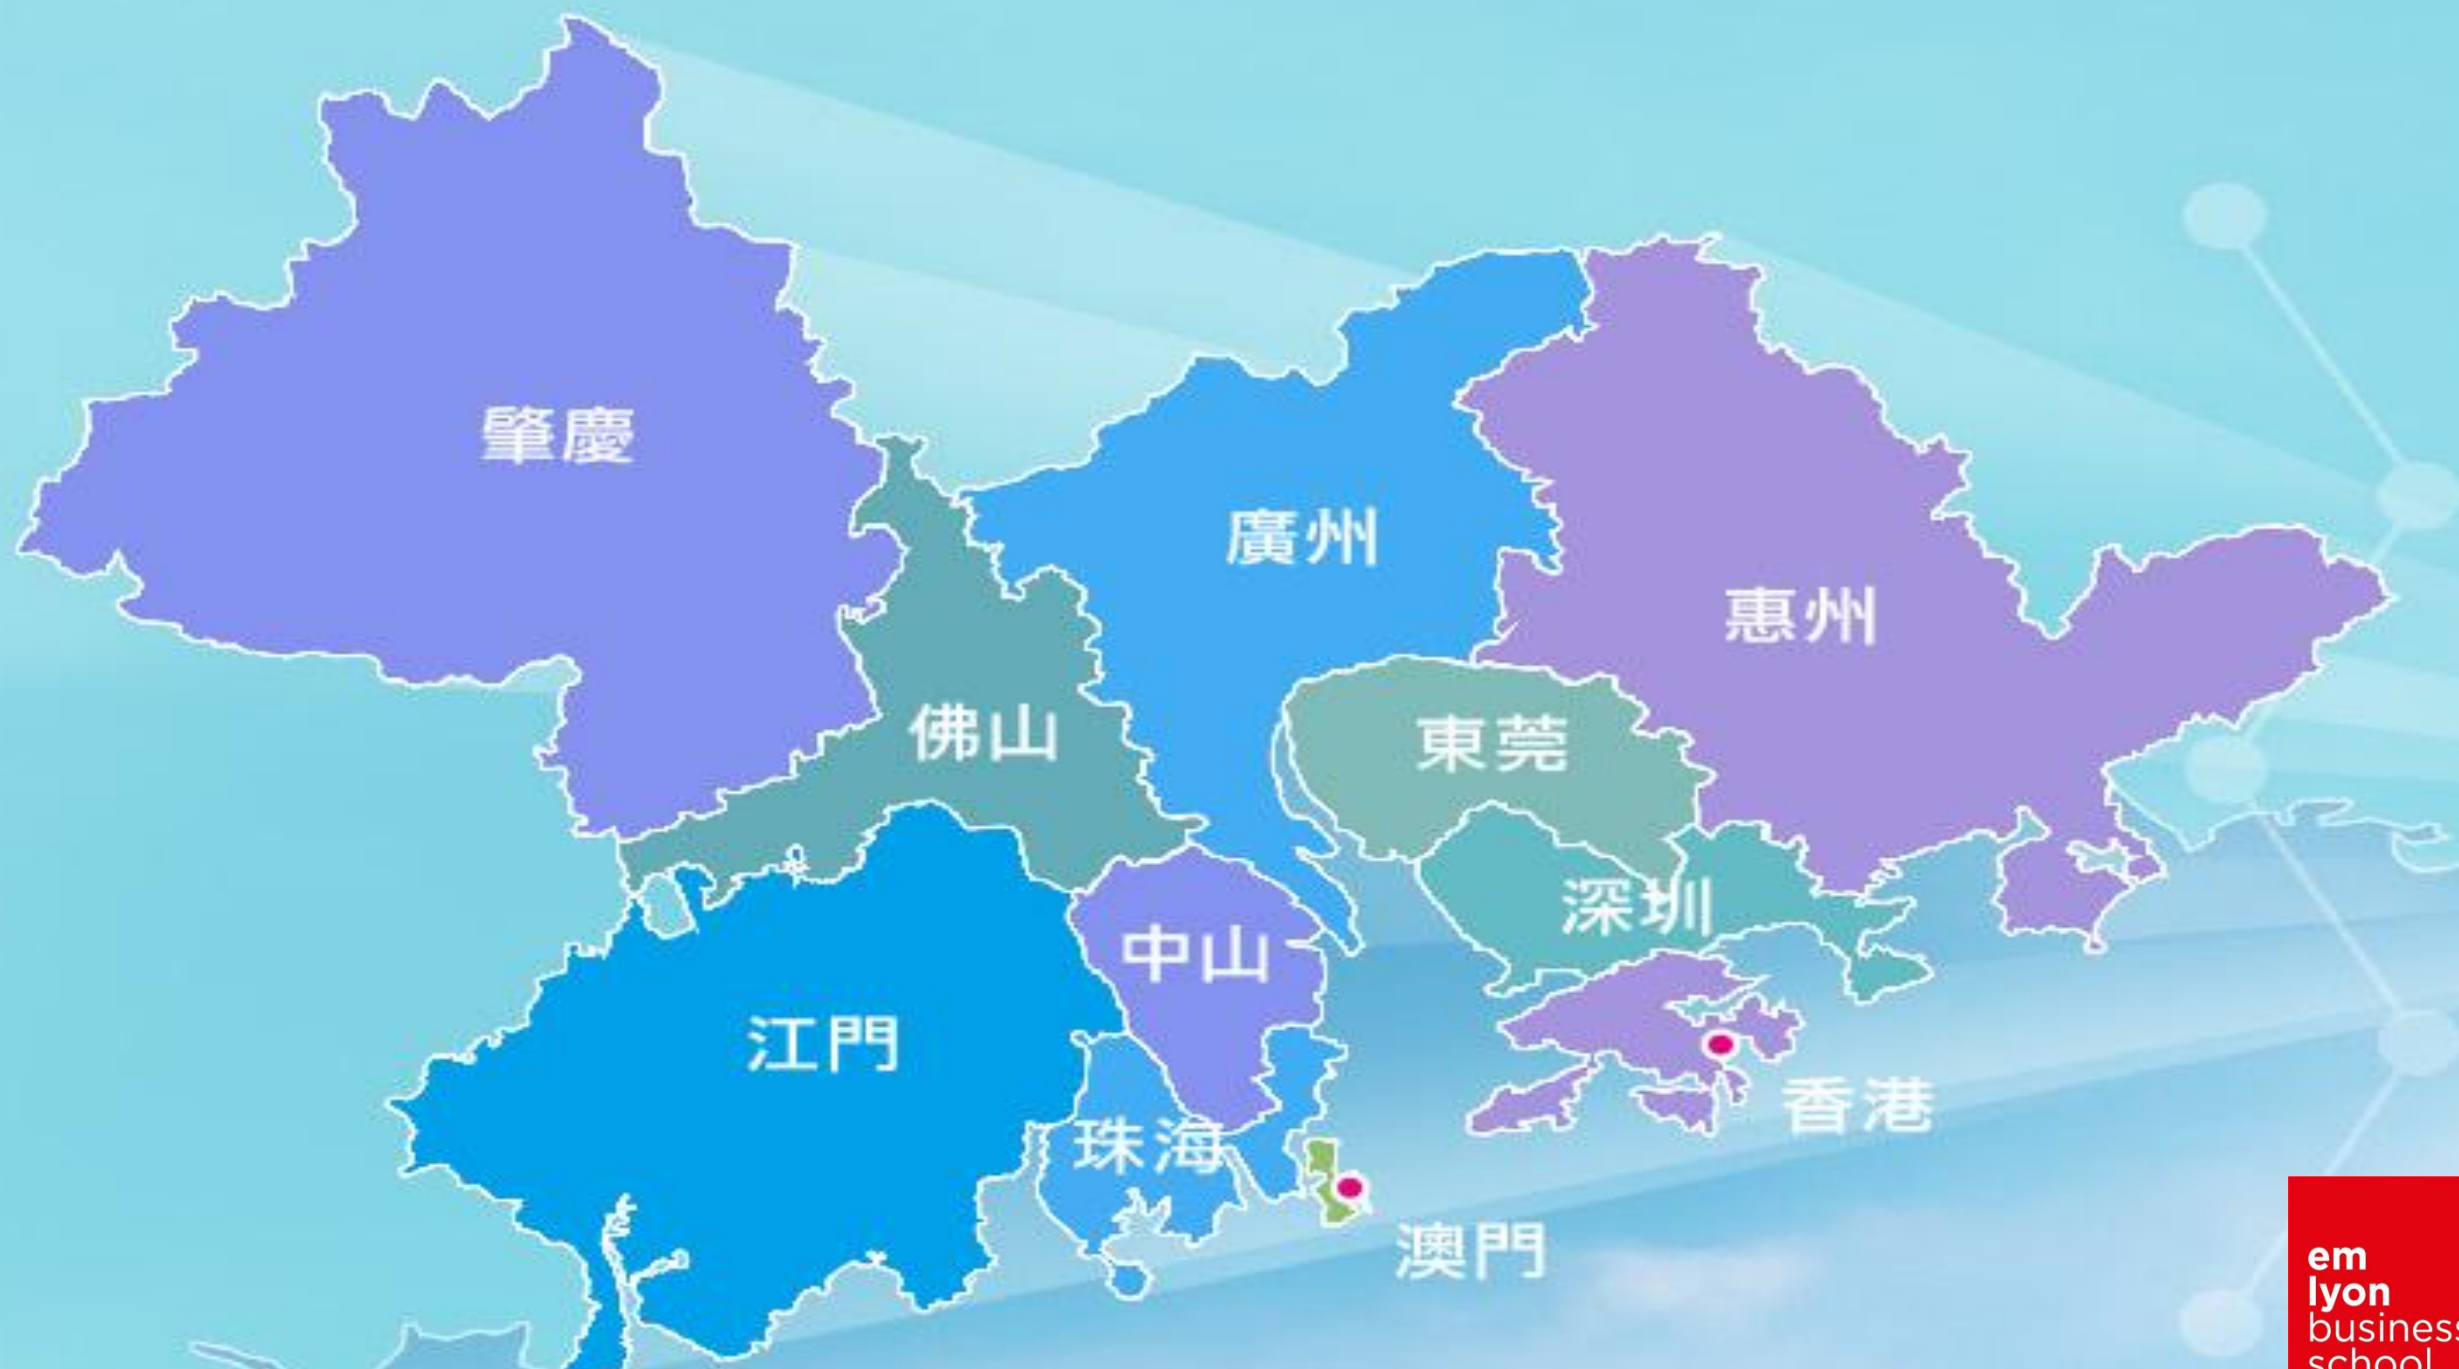 肇慶
廣州
惠州
佛山
東莞
深圳
中山
江門
香港
珠海
澳門
em
lyon
business
school